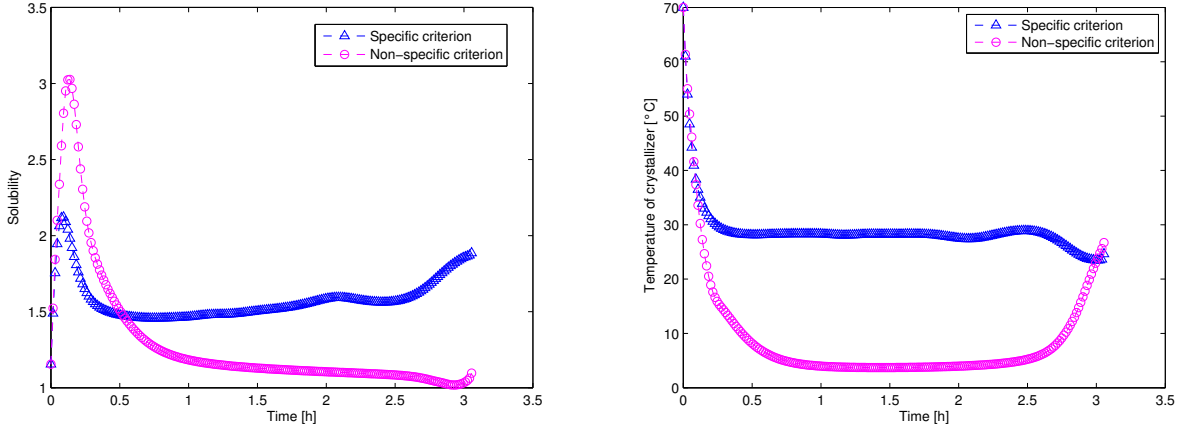 3.5
3
2.5
2
1.5
1
Solubility
0 0.5 1 1.5 2 2.5 3 3.5
Time [h]
Specific criterion
Non−specific criterion
70
60
50
40
30
20
10
0
Temperature of crystallizer [°C]
0 0.5 1 1.5 2 2.5 3 3.5
Time [h]
Specific criterion
Non−specific criterion